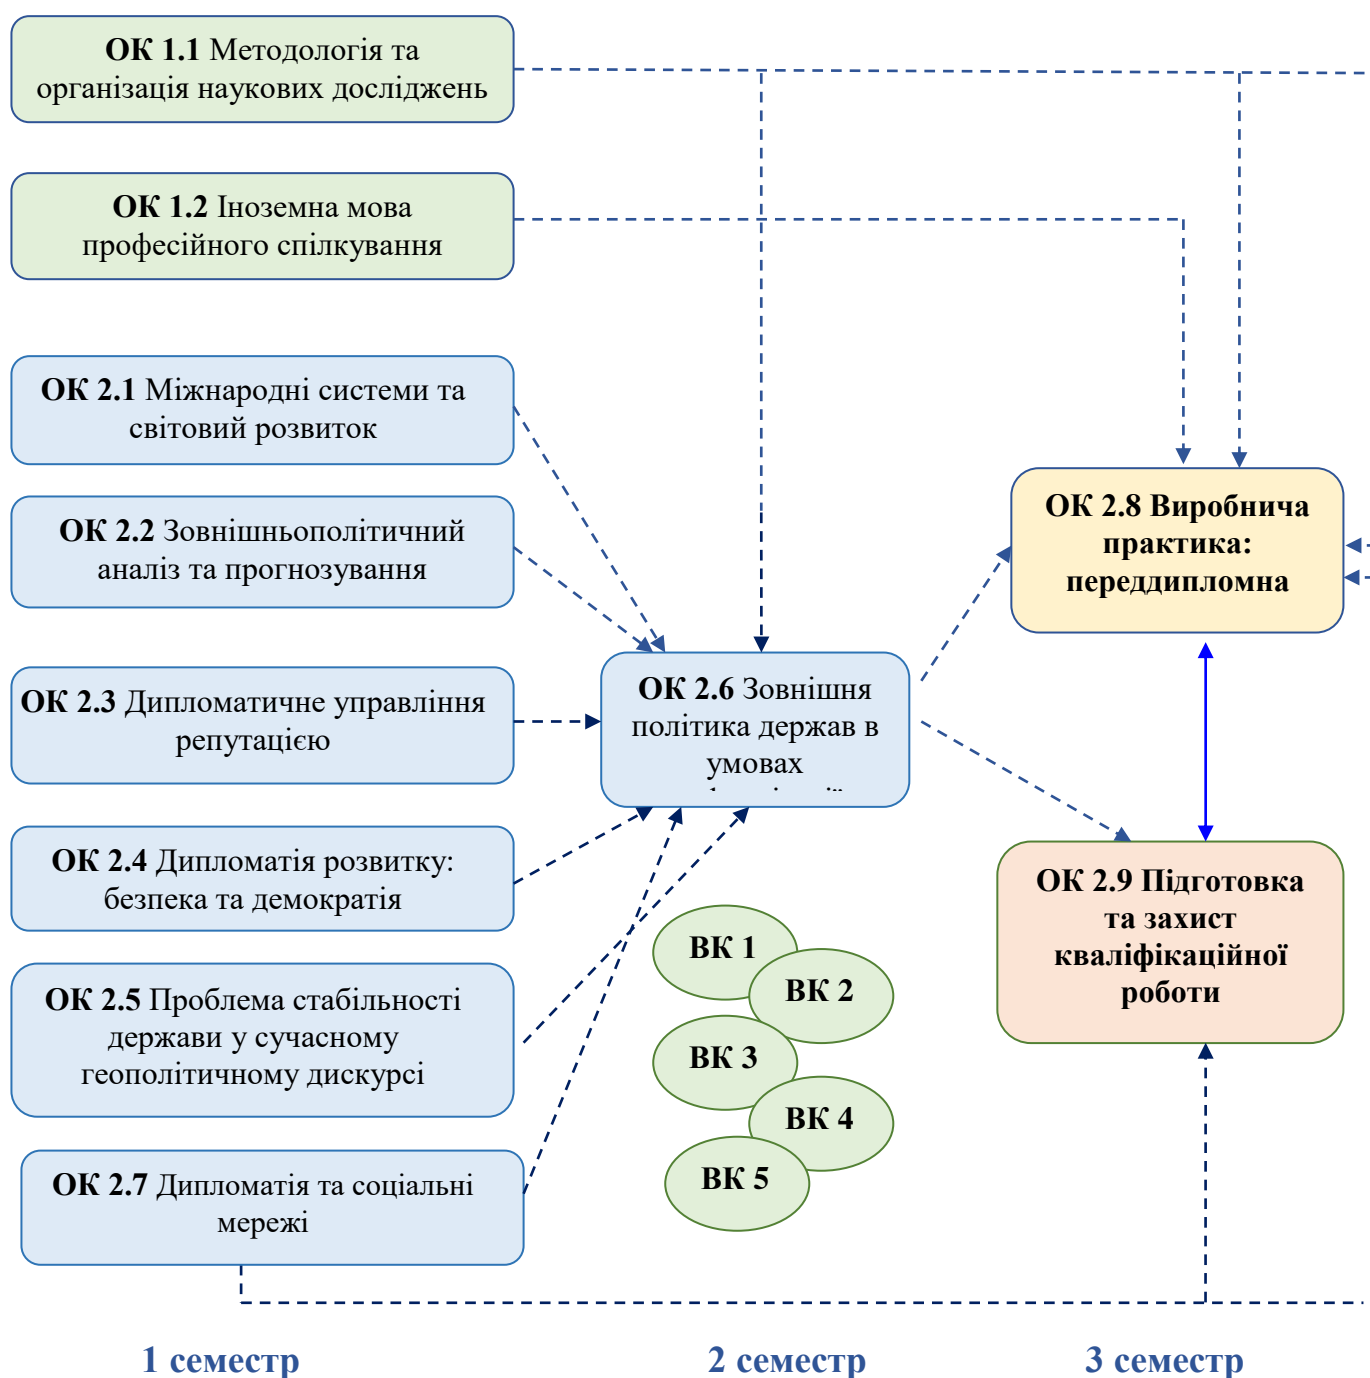 ОК 1.1 Методологія та
організація наукових досліджень
ОК 1.2 Іноземна мова
професійного спілкування
ОК 2.1 Міжнародні системи та
світовий розвиток
ОК 2.2 Зовнішньополітичний
аналіз та прогнозування
ОК 2.3 Дипломатичне управління
репутацією
ОК 2.4 Дипломатія розвитку:
безпека та демократія
ОК 2.5 Проблема стабільності
держави у сучасному
геополітичному дискурсі
ОК 2.7 Дипломатія та соціальні
мережі
ОК 2.6 Зовнішня
політика держав в
умовах
ВК 1
ВК 2
ВК 3
ВК 4
ВК 5
ОК 2.8 Виробнича
практика:
переддипломна
ОК 2.9 Підготовка
та захист
кваліфікаційної
роботи
1 семестр
2 семестр
3 семестр